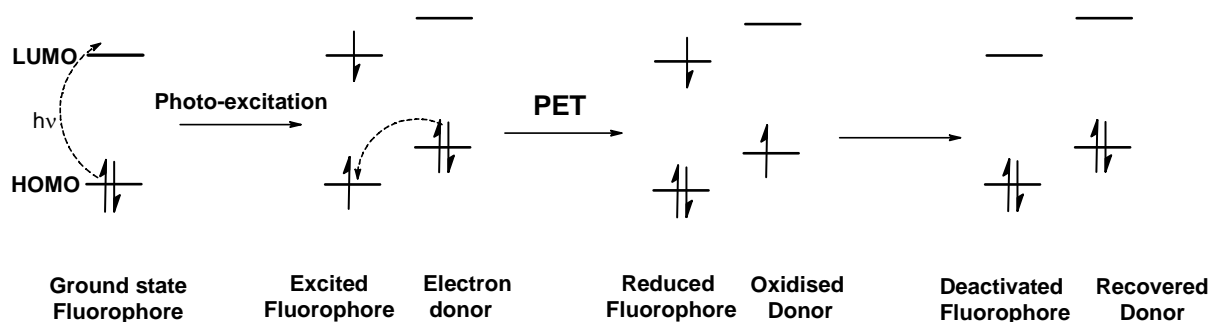 LUMO
Photo-excitation
PET
hν
HOMO
Ground state
Fluorophore
Excited
Fluorophore
Electron
donor
Reduced
Fluorophore
Oxidised
Donor
Deactivated
Fluorophore
Recovered
Donor